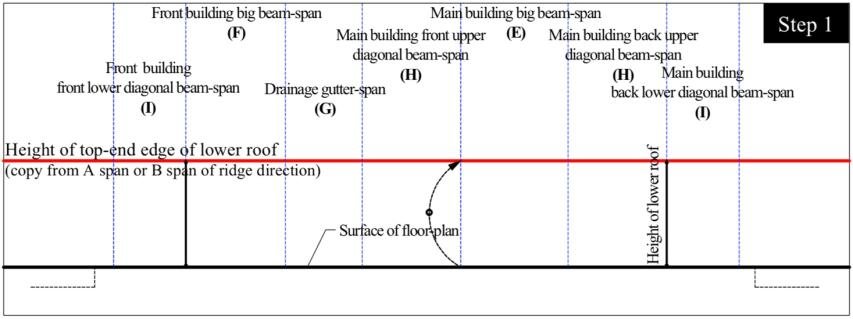 Step 1
Front building big beam-span
(F)
Main building big beam-span
(E)
Main building front upper
diagonal beam-span
(H)
Main building back upper
diagonal beam-span
(H)
Front building
front lower diagonal beam-span
(I)
Drainage gutter-span
(G)
Main building
back lower diagonal beam-span
(I)
Height of top-end edge of lower roof
(copy from A span or B span of ridge direction)
Height of lower roof
Surface of floor-plan